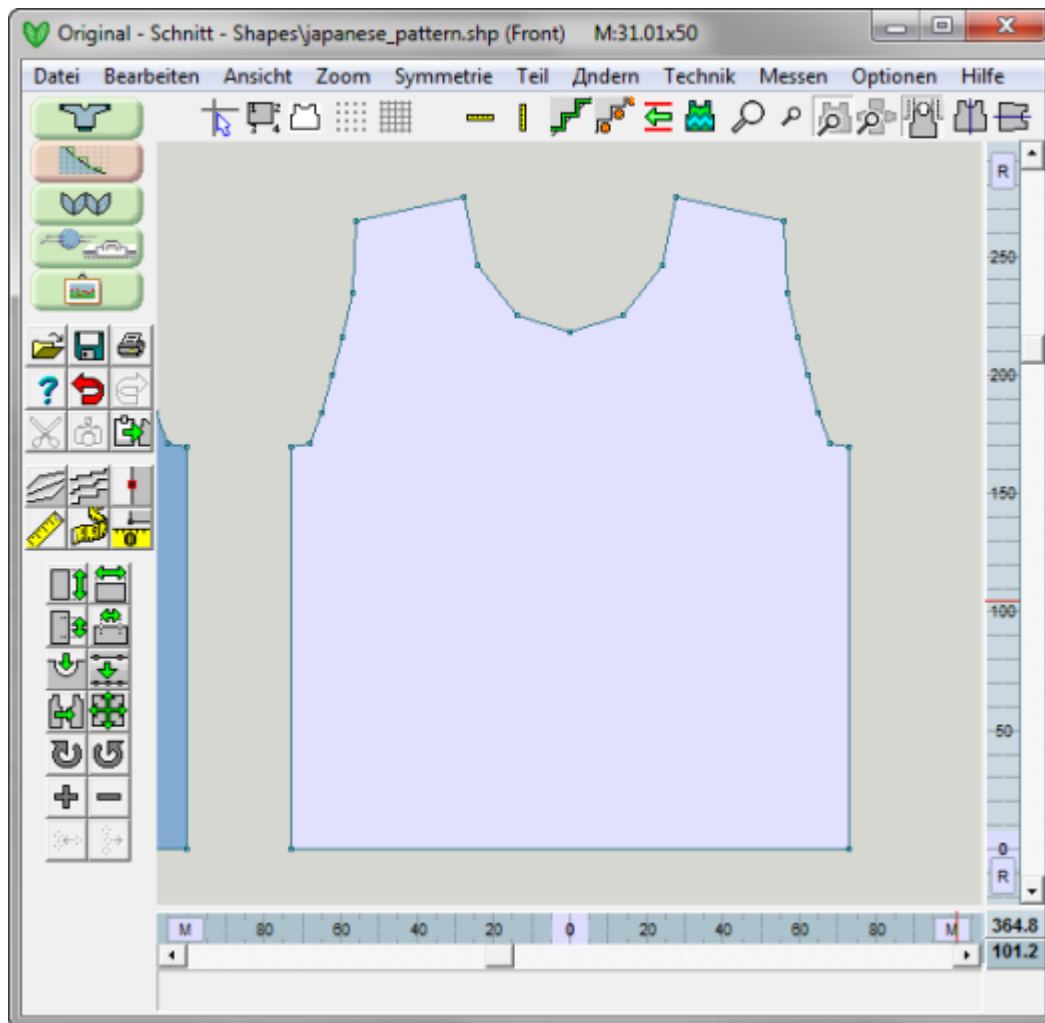 Original - Schnitt - Shapes\japanese_pattern.shp (Front) M:31.01x50
Datei Bearbeiten Ansicht Zoom Symmetrie Teil Дndern Technik Messen Optionen Hilfe
R
250
200
150
100
50
0
R
M 80 60 40 20 0 20 40 60 80 M
364.8
101.2